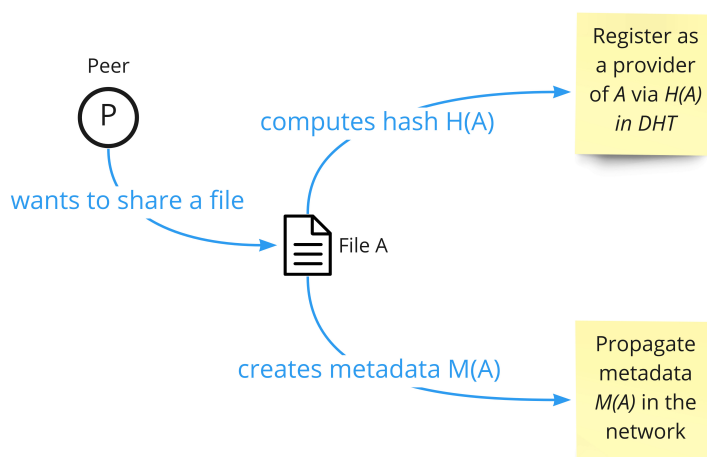 Peer
P
wants to share a file
File A
computes hash H(A)
Register as
a provider
of A via H(A)
in DHT
creates metadata M(A)
Propagate
metadata
M(A) in the
network